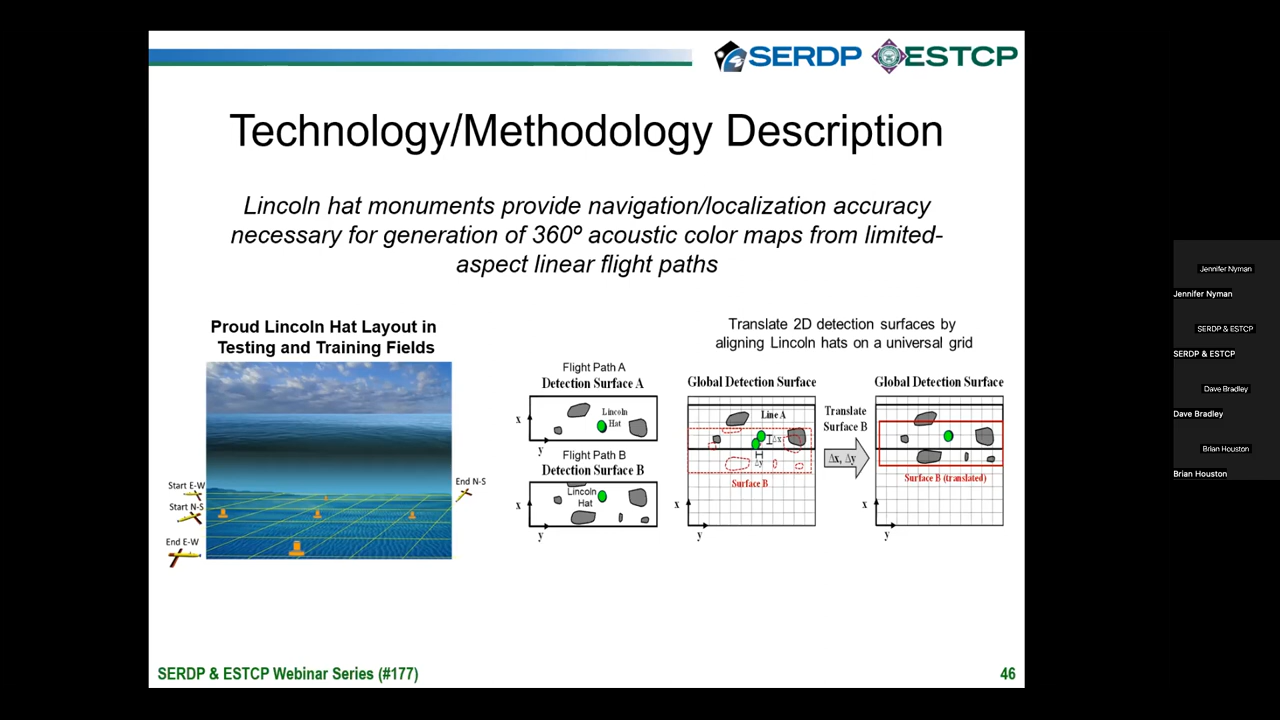 SERDP ESTCP
Technology/Methodology Description
Lincoln hat monuments provide navigation/localization accuracy
necessary for generation of 360º acoustic color maps from limited-
aspect linear flight paths
Proud Lincoln Hat Layout in
Testing and Training Fields
Start E-W
Start N-S
End E-W
End N-S
Flight Path A
Detection Surface A
x
Lincoln
Hat
y
Flight Path B
Detection Surface B
x
Lincoln
Hat
y
Translate 2D detection surfaces by
aligning Lincoln hats on a universal grid
Global Detection Surface
Line A
Δx
Δy
Surface B
x
y
Translate
Surface B
Δx, Δy
Global Detection Surface
Surface B (translated)
x
y
SERDP & ESTCP Webinar Series (#177)
46
Jennifer Nyman
Jennifer Nyman
SERDP & ESTCP
SERDP & ESTCP
Dave Bradley
Dave Bradley
Brian Houston
Brian Houston